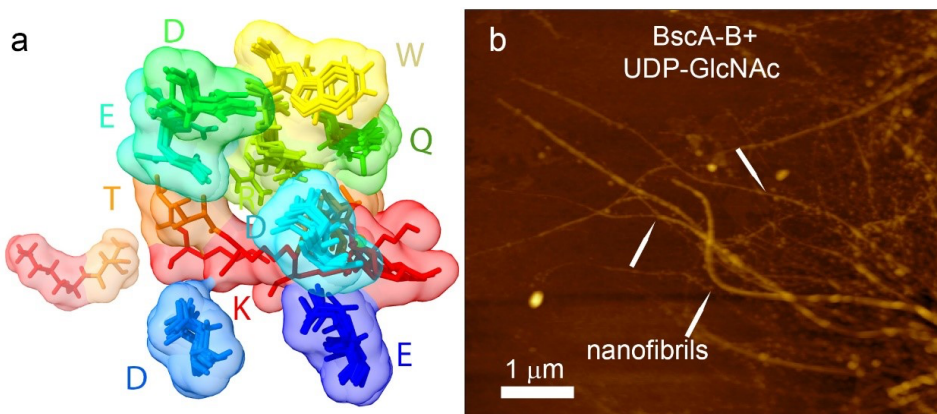 a
D
W
E
Q
T
R
D
K
D
E
b
BscA-B+
UDP-GlcNAc
nanofibrils
1 μm